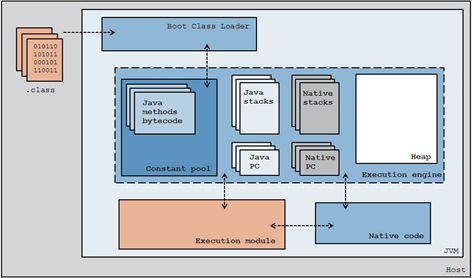 Boot Class Loader
010110
101011
000101
110011
.class
Java
methods
bytecode
Constant pool
Java
stacks
Native
stacks
Java
PC
Native
PC
Heap
Execution engine
Execution module
Native code
JVM
Host